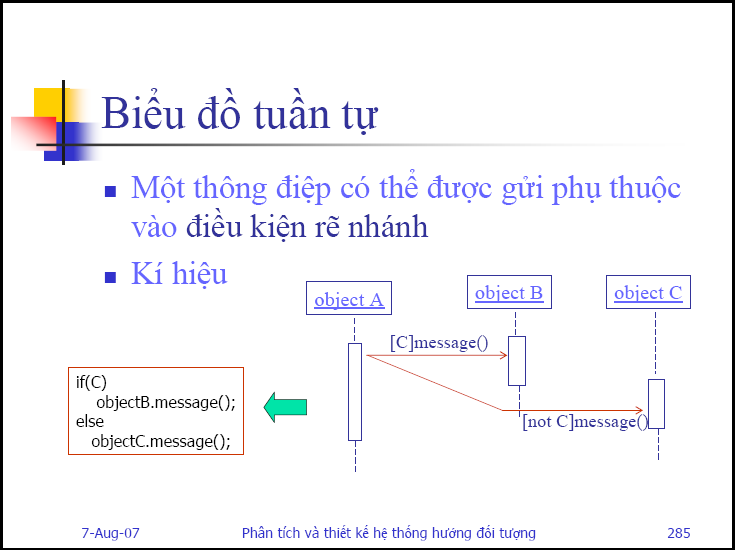 Biểu đồ tuần tự
Một thông điệp có thể được gửi phụ thuộc
vào điều kiện rẽ nhánh
Kí hiệu
object A
object B
object C
[C]message()
[not C]message()
if(C)
objectB.message();
else
objectC.message();
7-Aug-07
Phân tích và thiết kế hệ thống hướng đối tượng
285